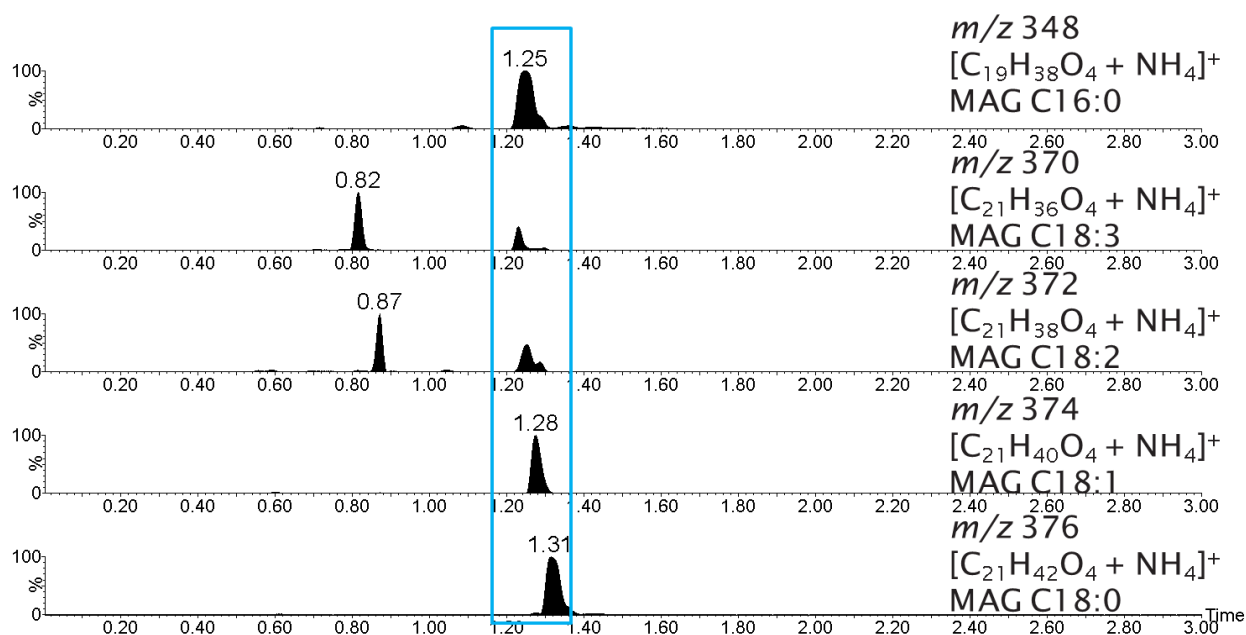 m/z 348
[C₁₉H₃₈O₄ + NH₄]⁺
MAG C16:0
1.25
100
%
0
0.20 0.40 0.60 0.80 1.00 1.20 1.40 1.60 1.80 2.00 2.20 2.40 2.60 2.80 3.00
m/z 370
[C₂₁H₃₆O₄ + NH₄]⁺
MAG C18:3
0.82
100
%
0
0.20 0.40 0.60 0.80 1.00 1.20 1.40 1.60 1.80 2.00 2.20 2.40 2.60 2.80 3.00
m/z 372
[C₂₁H₃₈O₄ + NH₄]⁺
MAG C18:2
0.87
100
%
0
0.20 0.40 0.60 0.80 1.00 1.20 1.40 1.60 1.80 2.00 2.20 2.40 2.60 2.80 3.00
m/z 374
[C₂₁H₄₀O₄ + NH₄]⁺
MAG C18:1
1.28
100
%
0
0.20 0.40 0.60 0.80 1.00 1.20 1.40 1.60 1.80 2.00 2.20 2.40 2.60 2.80 3.00
m/z 376
[C₂₁H₄₂O₄ + NH₄]⁺
MAG C18:0
1.31
100
%
0
Time
0.20 0.40 0.60 0.80 1.00 1.20 1.40 1.60 1.80 2.00 2.20 2.40 2.60 2.80 3.00